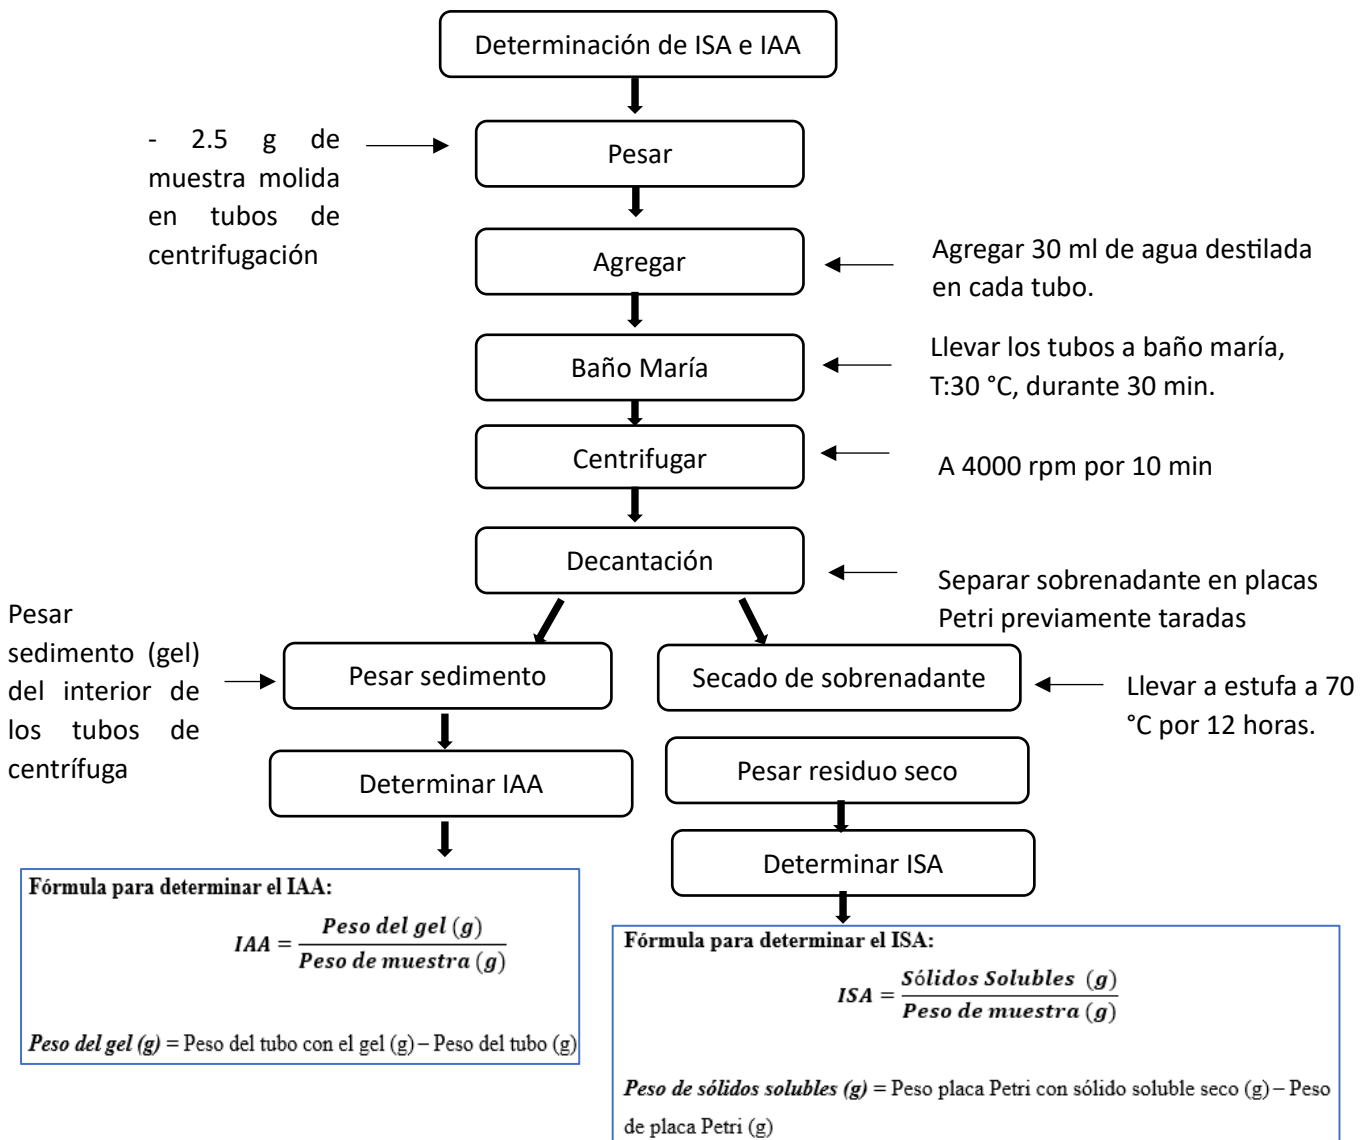 Determinación de ISA e IAA
- 2.5 g de
muestra molida
en tubos de
centrifugación
Pesar
Agregar
Agregar 30 ml de agua destilada
en cada tubo.
Baño María
Llevar los tubos a baño maría,
T:30 °C, durante 30 min.
Centrifugar
A 4000 rpm por 10 min
Decantación
Separar sobrenadante en placas
Petri previamente taradas
Pesar
sedimento (gel)
del interior de
los tubos de
centrífuga
Pesar sedimento
Secado de sobrenadante
Llevar a estufa a 70
°C por 12 horas.
Determinar IAA
Pesar residuo seco
Determinar ISA
Fórmula para determinar el IAA:
IAA = Peso del gel (g) / Peso de muestra (g)
Peso del gel (g) = Peso del tubo con el gel (g) – Peso del tubo (g)
Fórmula para determinar el ISA:
ISA = Sólidos Solubles (g) / Peso de muestra (g)
Peso de sólidos solubles (g) = Peso placa Petri con sólido soluble seco (g) – Peso
de placa Petri (g)